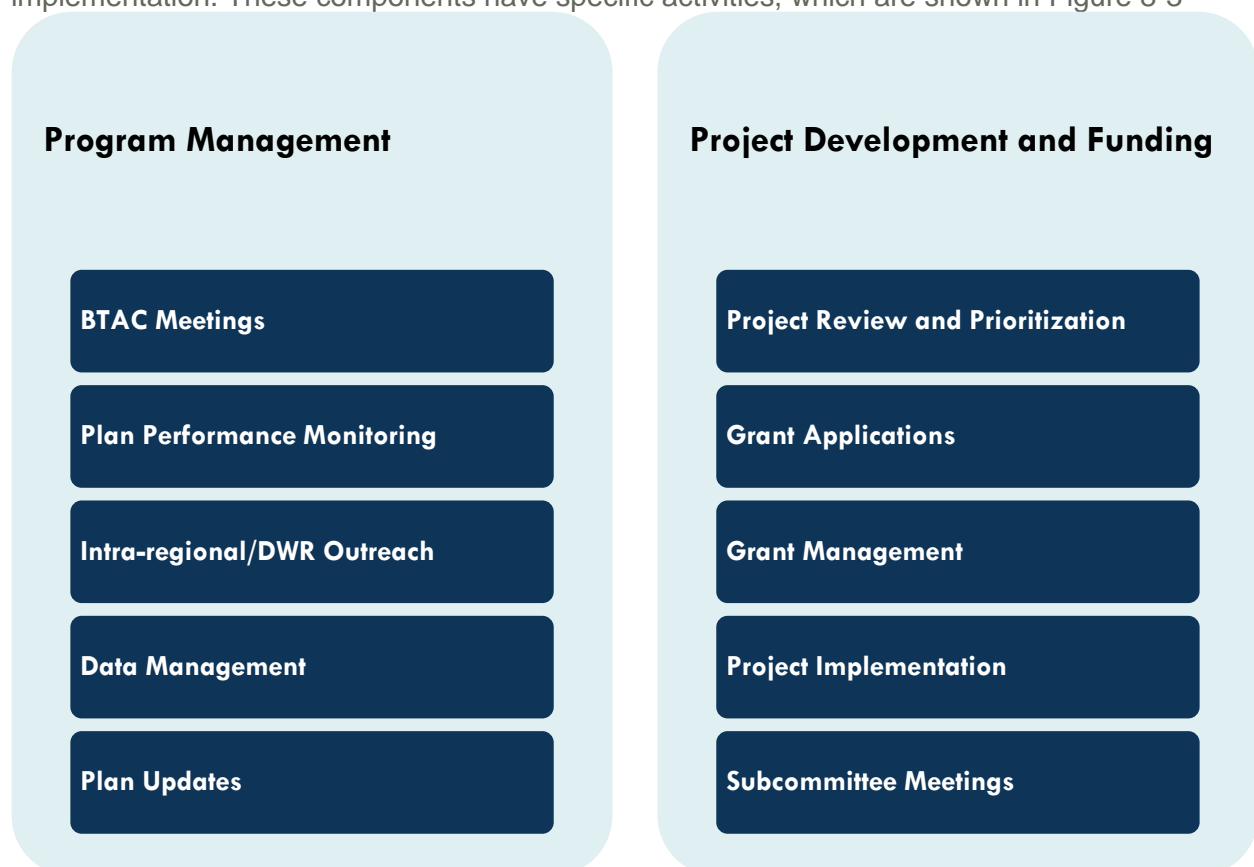 implementation. These components have specific activities, which are shown in Figure 8-3
Program Management
BTAC Meetings
Plan Performance Monitoring
Intra-regional/DWR Outreach
Data Management
Plan Updates
Project Development and Funding
Project Review and Prioritization
Grant Applications
Grant Management
Project Implementation
Subcommittee Meetings